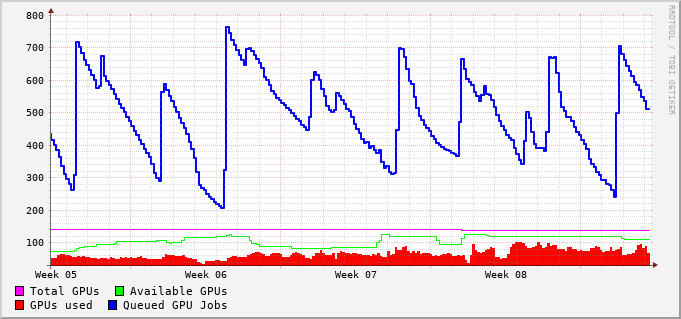 800
700
600
500
400
300
200
100
Week 05 Week 06 Week 07 Week 08
Total GPUs Available GPUs
GPUs used Queued GPU Jobs
RRDTOOL / TOBI OETIKER